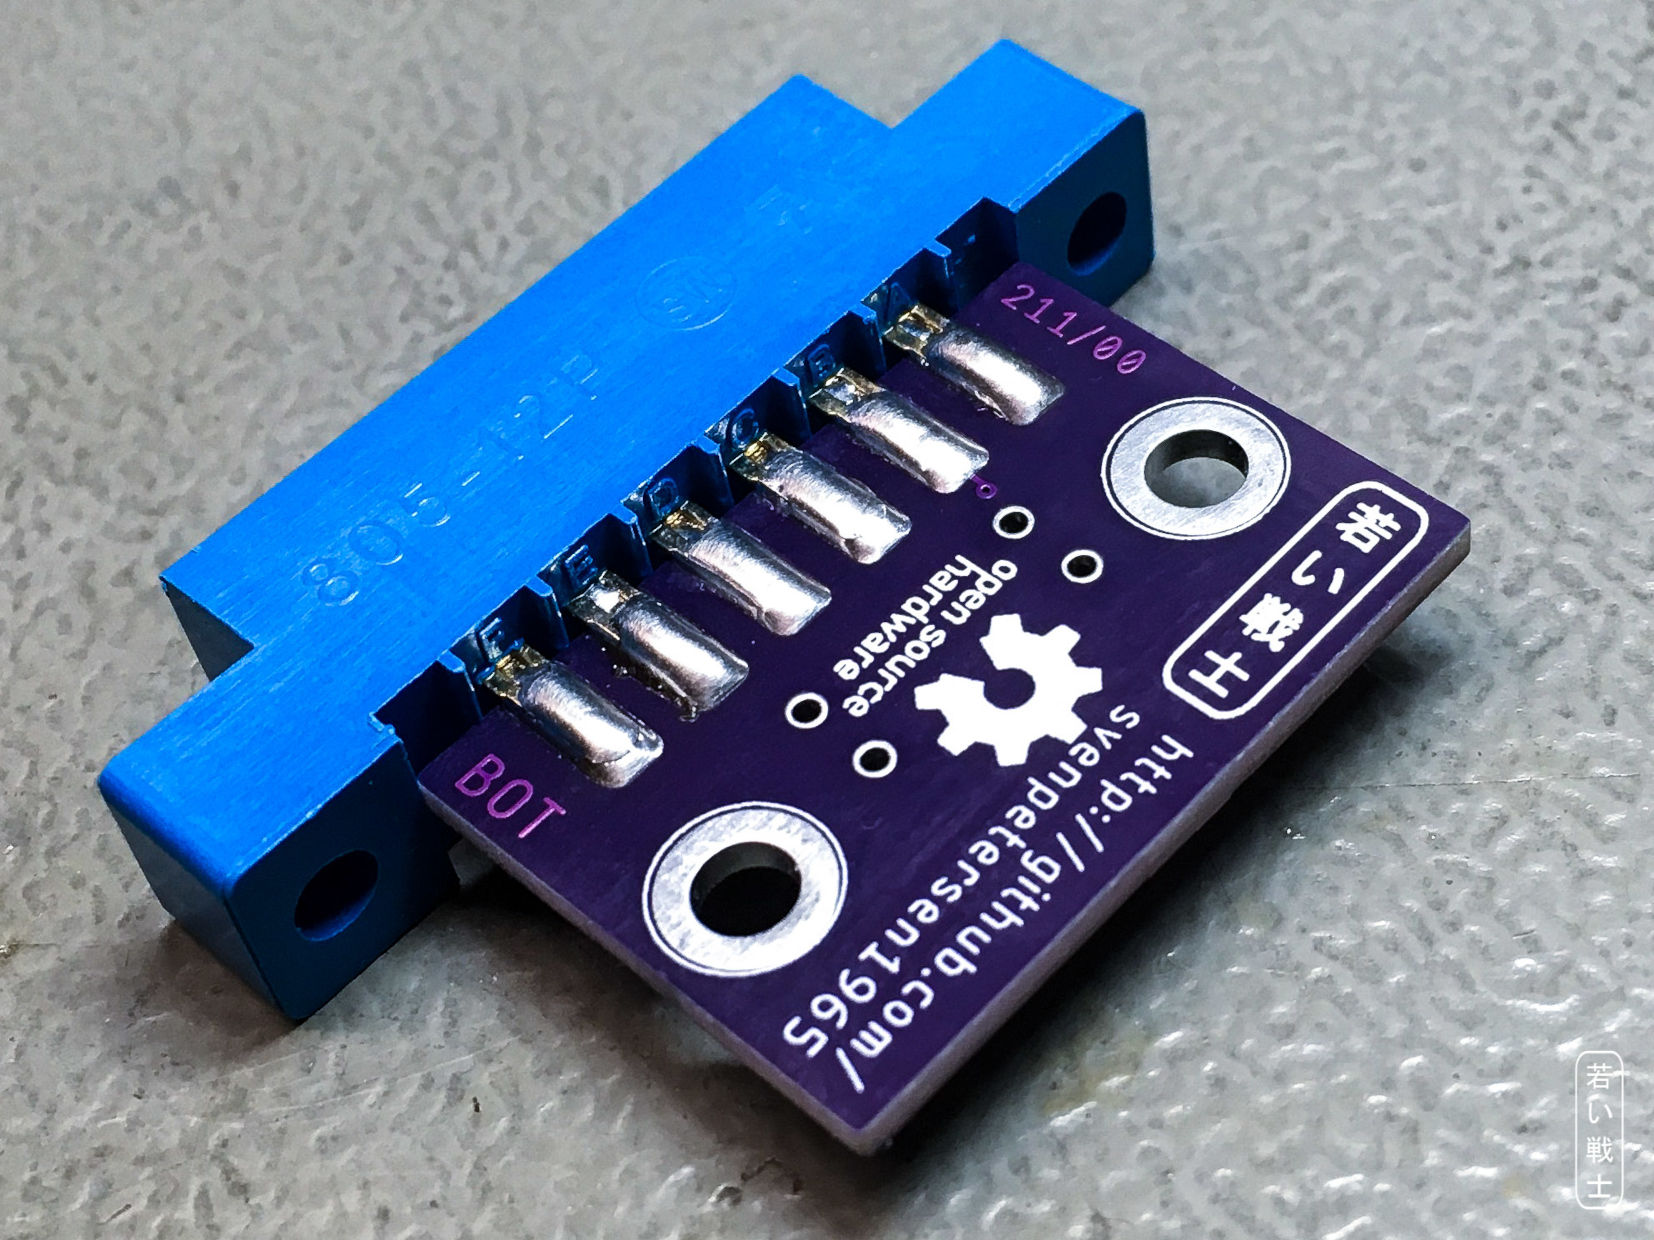 805-12P
A
B
C
D
E
F
211/00
BOT
open source
hardware
若い戦士
http://github.com/
svenpetersen1965
若い戦士